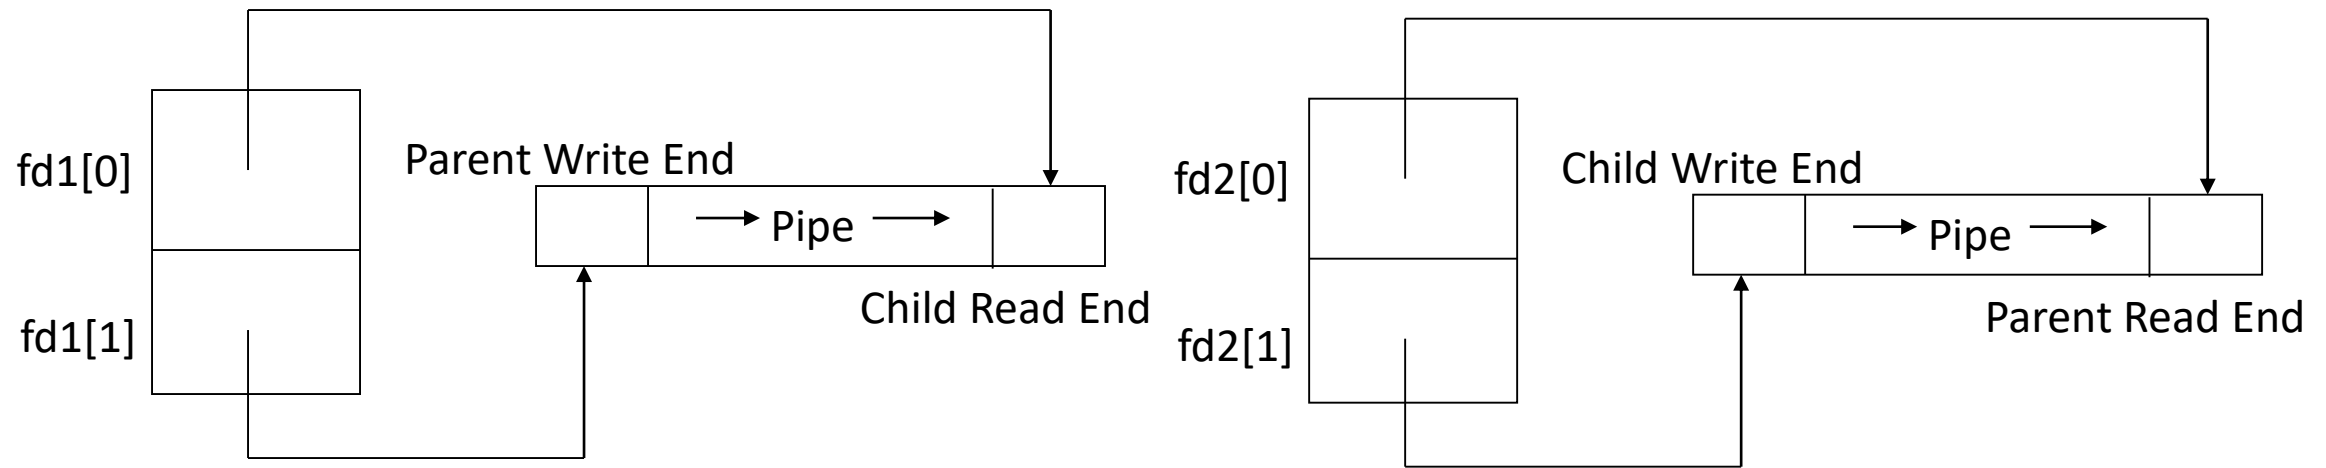 fd1[0]
Parent Write End
Pipe
Child Read End
fd1[1]
fd2[0]
Child Write End
Pipe
Parent Read End
fd2[1]